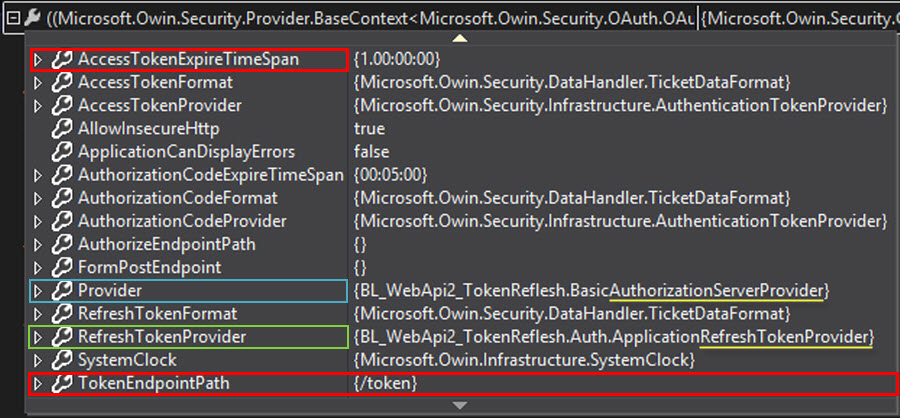 ((Microsoft.Owin.Security.Provider.BaseContext<Microsoft.Owin.Security.OAuth.OAu {Microsoft.Owin.Security.O
AccessTokenExpireTimeSpan {1.00:00:00}
AccessTokenFormat {Microsoft.Owin.Security.DataHandler.TicketDataFormat}
AccessTokenProvider {Microsoft.Owin.Security.Infrastructure.AuthenticationTokenProvider}
AllowInsecureHttp true
ApplicationCanDisplayErrors false
AuthorizationCodeExpireTimeSpan {00:05:00}
AuthorizationCodeFormat {Microsoft.Owin.Security.DataHandler.TicketDataFormat}
AuthorizationCodeProvider {Microsoft.Owin.Security.Infrastructure.AuthenticationTokenProvider}
AuthorizeEndpointPath {}
FormPostEndpoint {}
Provider {BL_WebApi2_TokenReflesh.BasicAuthorizationServerProvider}
RefreshTokenFormat {Microsoft.Owin.Security.DataHandler.TicketDataFormat}
RefreshTokenProvider {BL_WebApi2_TokenReflesh.Auth.ApplicationRefreshTokenProvider}
SystemClock {Microsoft.Owin.Infrastructure.SystemClock}
TokenEndpointPath {/token}